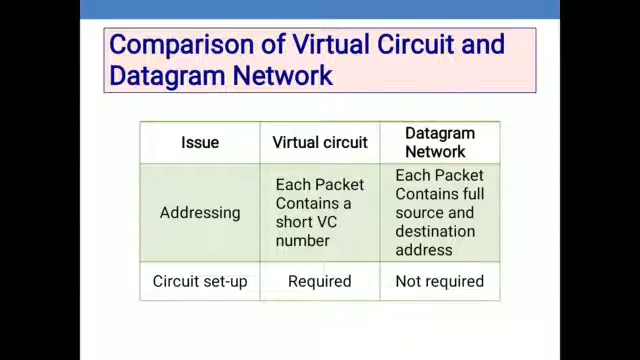 Comparison of Virtual Circuit and
Datagram Network
Issue
Virtual circuit
Datagram
Network
Addressing
Each Packet
Contains a
short VC
number
Each Packet
Contains full
source and
destination
address
Circuit set-up
Required
Not required